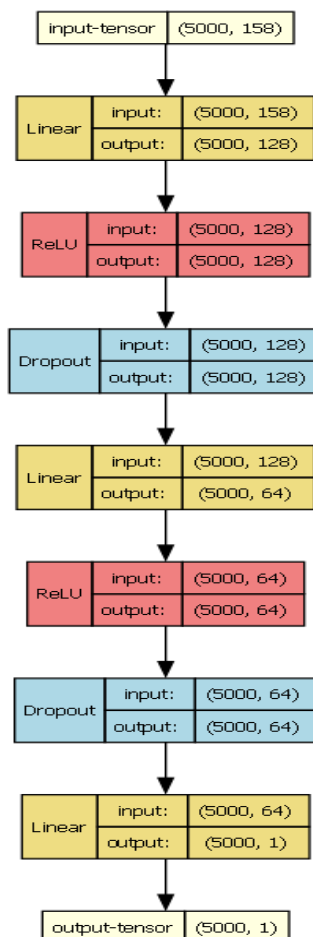 input-tensor (5000, 158)
Linear input: (5000, 158)
output: (5000, 128)
ReLU input: (5000, 128)
output: (5000, 128)
Dropout input: (5000, 128)
output: (5000, 128)
Linear input: (5000, 128)
output: (5000, 64)
ReLU input: (5000, 64)
output: (5000, 64)
Dropout input: (5000, 64)
output: (5000, 64)
Linear input: (5000, 64)
output: (5000, 1)
output-tensor (5000, 1)